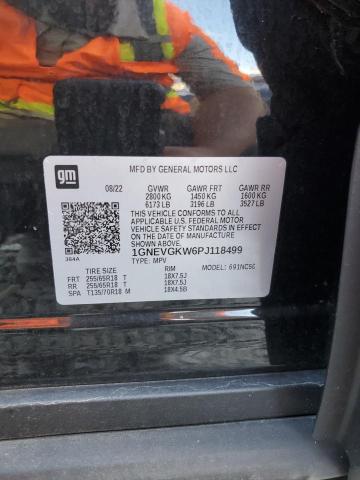 gm
MFD BY GENERAL MOTORS LLC
08/22 GVWR GAWR FRT GAWR RR
2800 KG 1450 KG 1600 KG
6173 LB 3196 LB 3527 LB
THIS VEHICLE CONFORMS TO ALL
APPLICABLE U.S. FEDERAL MOTOR
VEHICLE SAFETY STANDARDS IN
EFFECT ON THE DATE OF
MANUFACTURE SHOWN ABOVE.
1GNEVGKW6PJ118499
384A TYPE: MPV MODEL: 691NC56
TIRE SIZE RIM
FRT 255/65R18 T 18X7.5J
RR 255/65R18 T 18X7.5J
SPA T135/70R18 M 18X4.5B